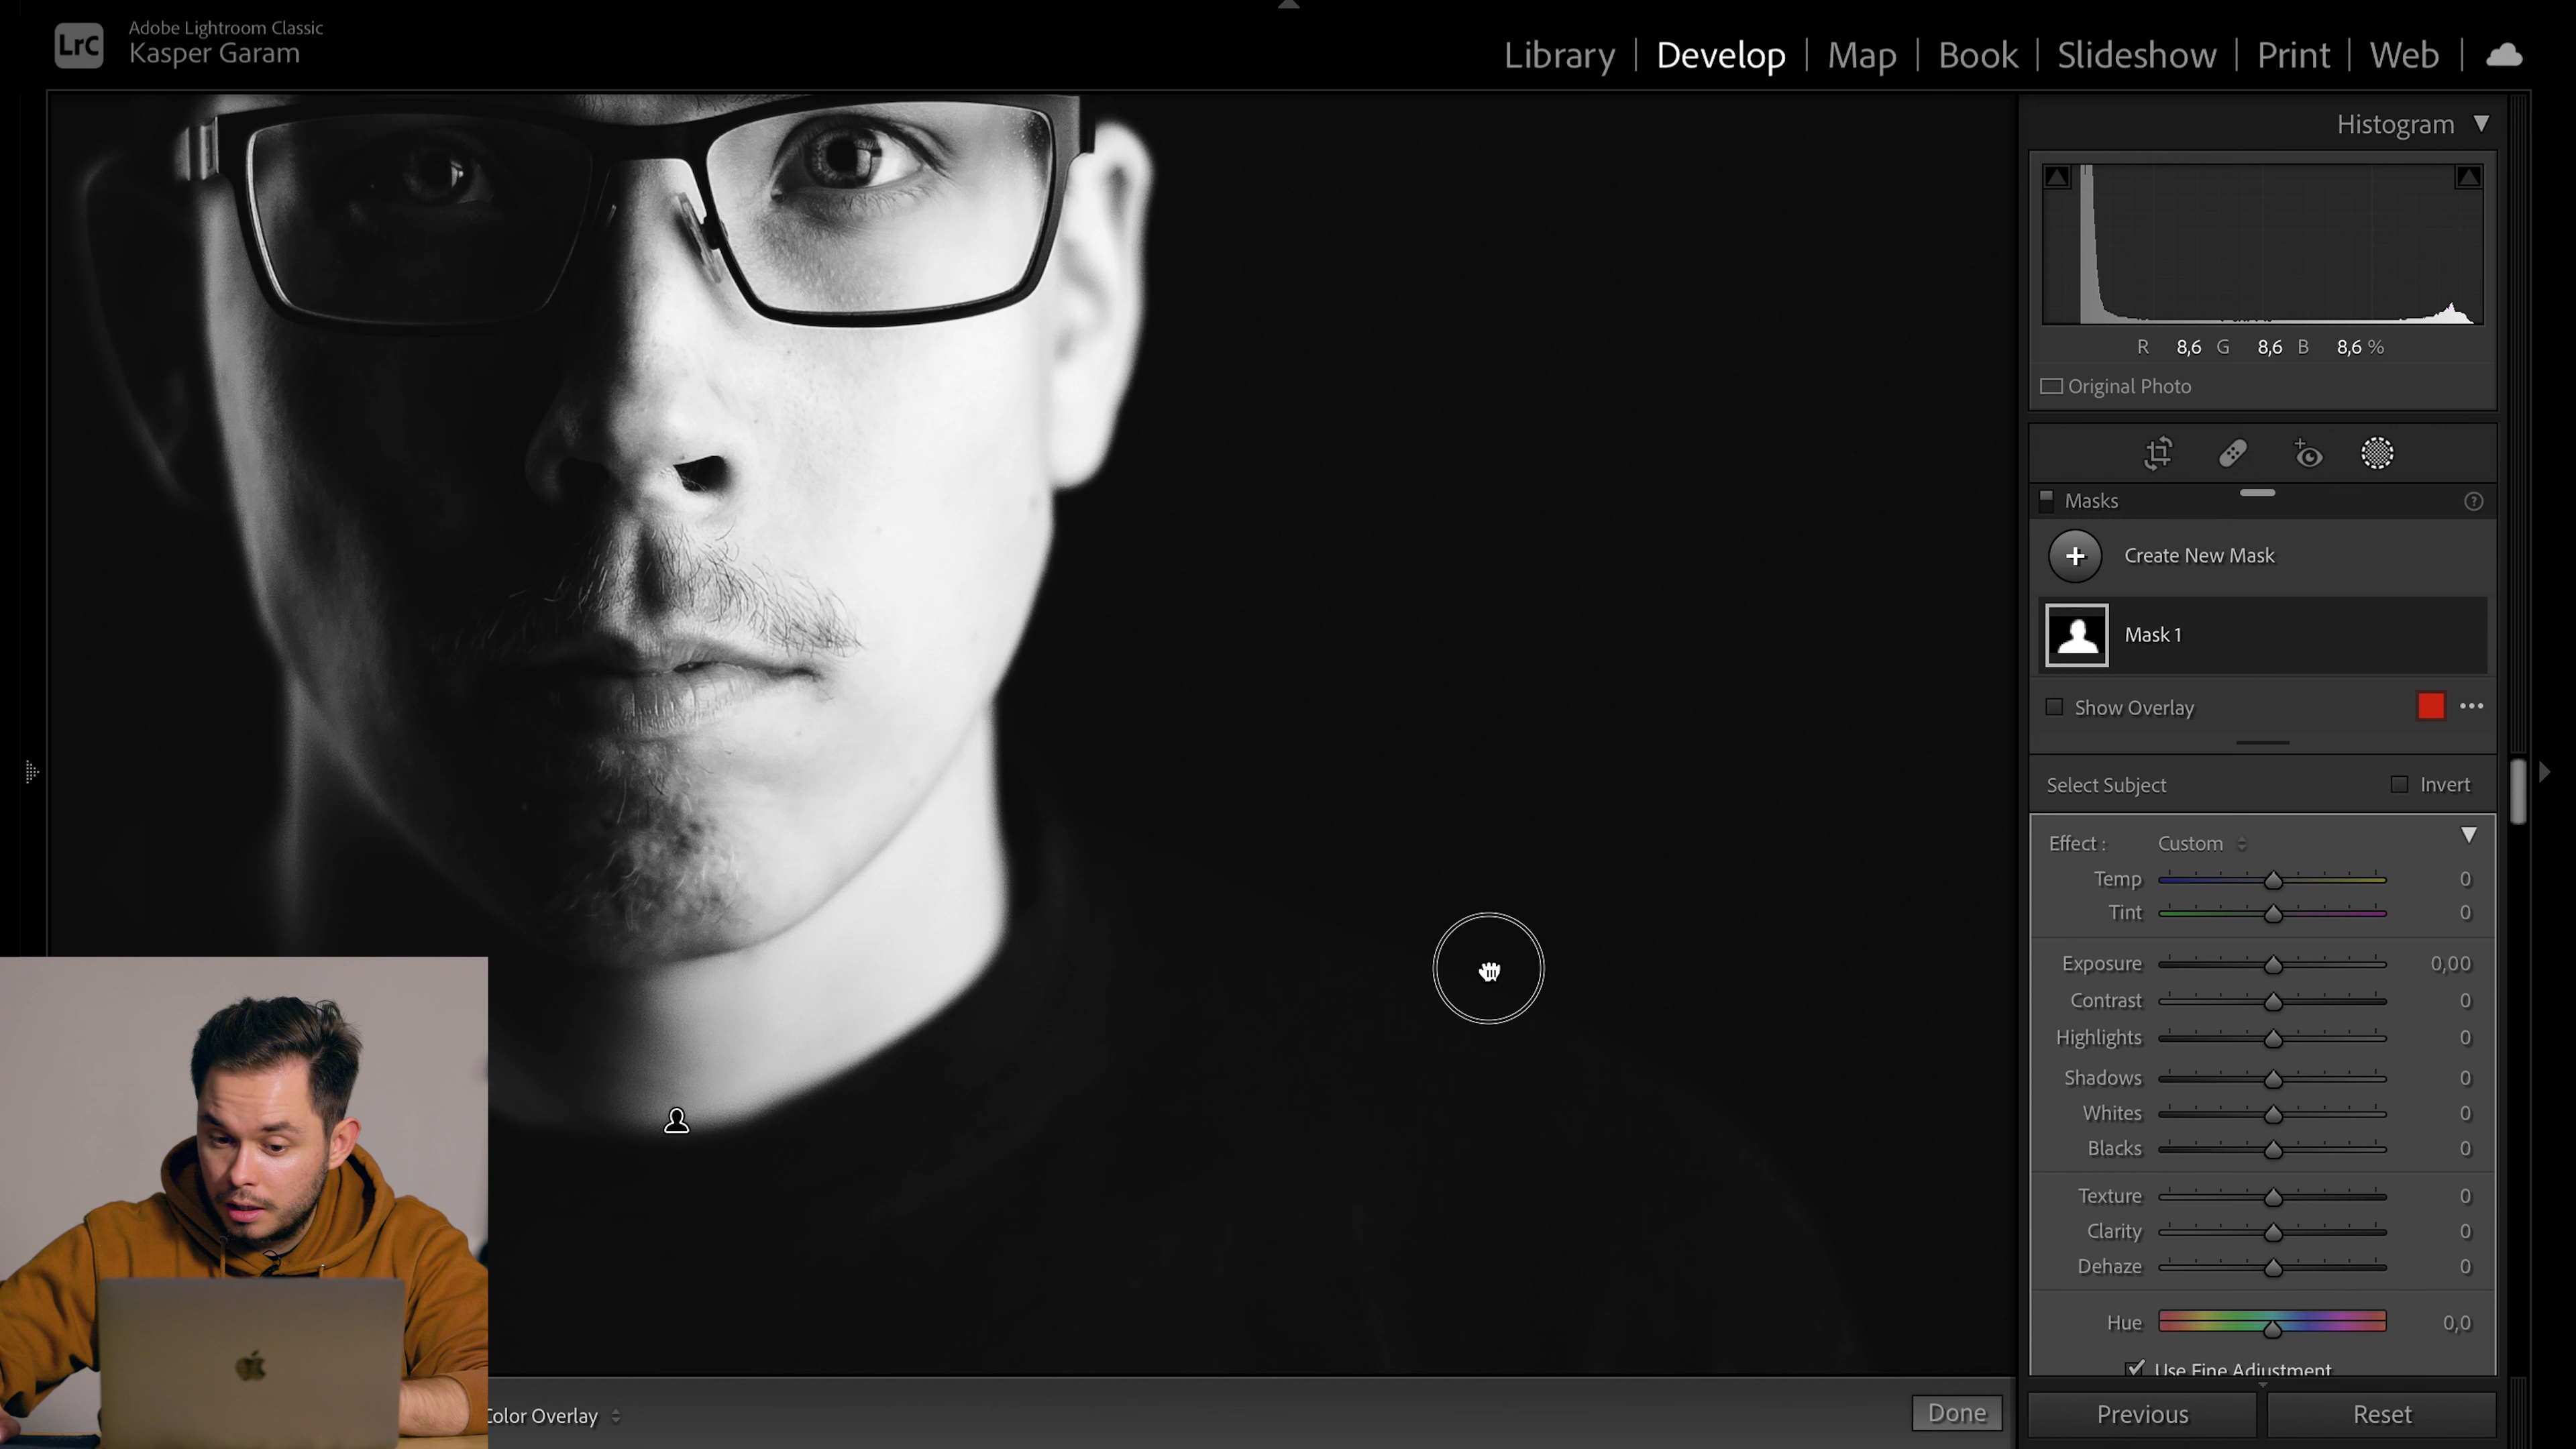 LrC
Adobe Lightroom Classic
Kasper Garam
Library | Develop | Map | Book | Slideshow | Print | Web
Histogram
R 8,6 G 8,6 B 8,6 %
Original Photo
Masks
Create New Mask
Mask 1
Show Overlay
Select Subject Invert
Effect : Custom
Temp 0
Tint 0
Exposure 0,00
Contrast 0
Highlights 0
Shadows 0
Whites 0
Blacks 0
Texture 0
Clarity 0
Dehaze 0
Hue 0,0
Use Fine Adjustment
Color Overlay Done
Previous Reset